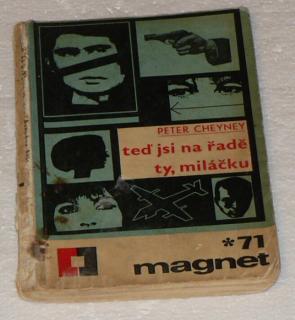 PETER CHEYNEY
teď jsi na řadě
ty, miláčku
*71
magnet